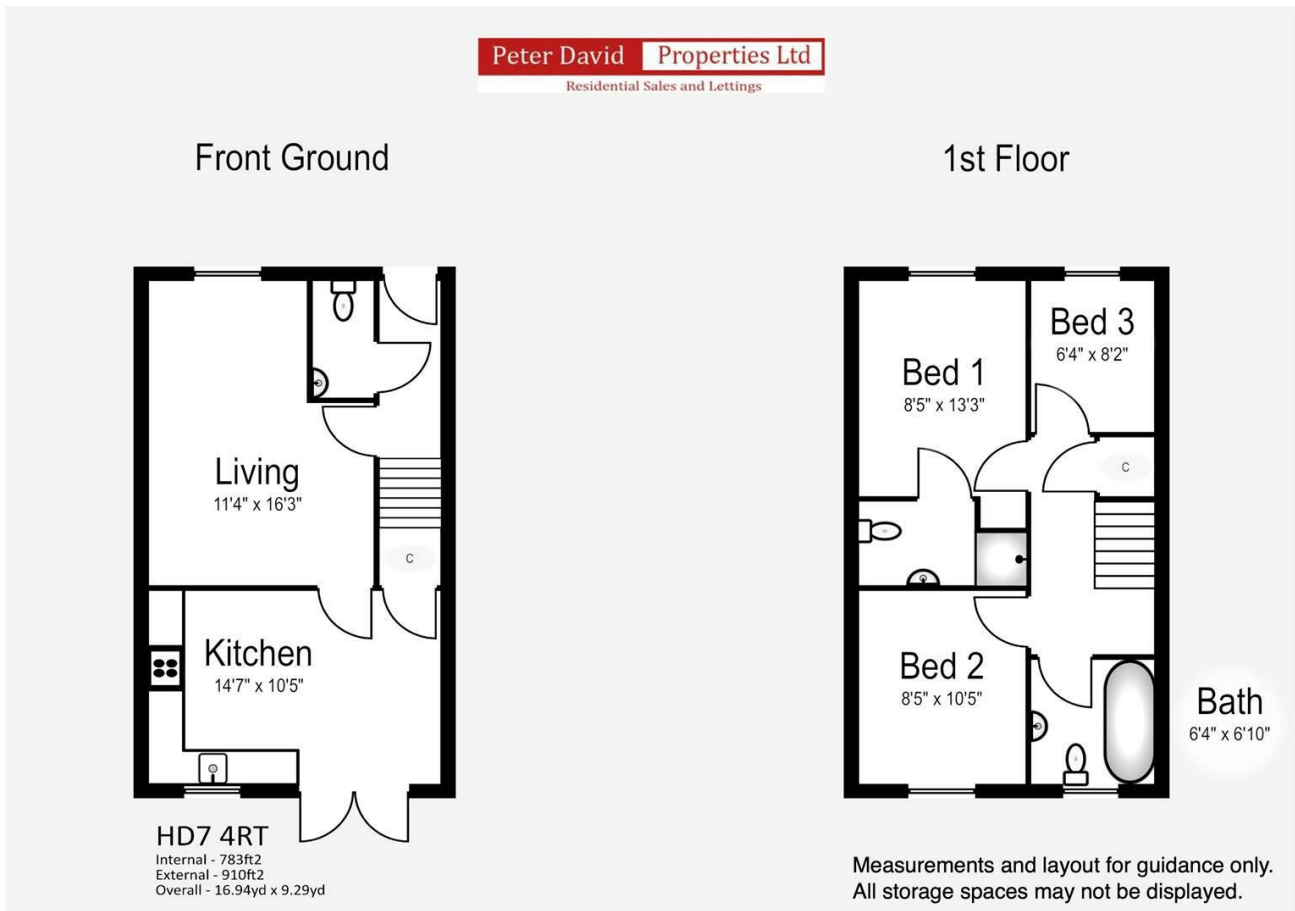 Peter David Properties Ltd
Residential Sales and Lettings
Front Ground
1st Floor
Living
11'4" x 16'3"
C
Kitchen
14'7" x 10'5"
HD7 4RT
Internal - 783ft2
External - 910ft2
Overall - 16.94yd x 9.29yd
Bed 1
8'5" x 13'3"
Bed 3
6'4" x 8'2"
C
Bed 2
8'5" x 10'5"
Bath
6'4" x 6'10"
Measurements and layout for guidance only.
All storage spaces may not be displayed.